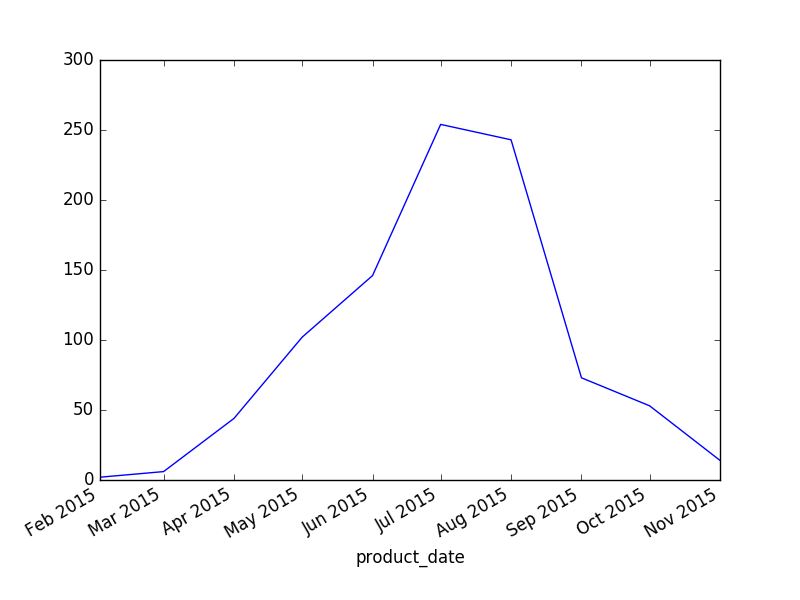 300
250
200
150
100
50
0
Feb 2015
Mar 2015
Apr 2015
May 2015
Jun 2015
Jul 2015
Aug 2015
Sep 2015
Oct 2015
Nov 2015
product_date